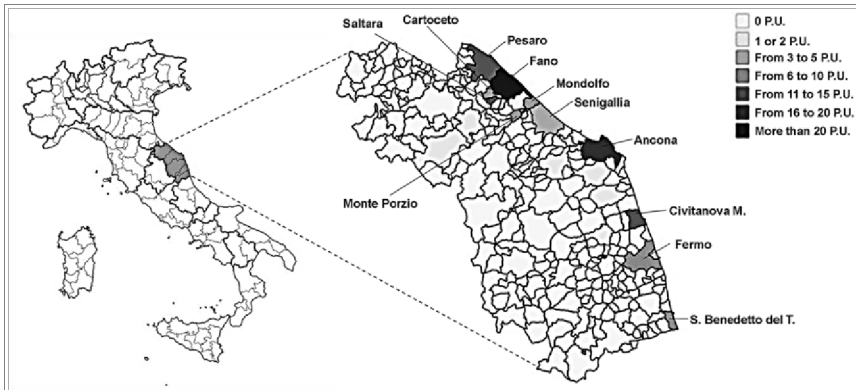 Saltara
Cartoceto
Pesaro
Fano
Mondolfo
Senigallia
Ancona
Monte Porzio
Civitanova M.
Fermo
S. Benedetto del T.
0 P.U.
1 or 2 P.U.
From 3 to 5 P.U.
From 6 to 10 P.U.
From 11 to 15 P.U.
From 16 to 20 P.U.
More than 20 P.U.